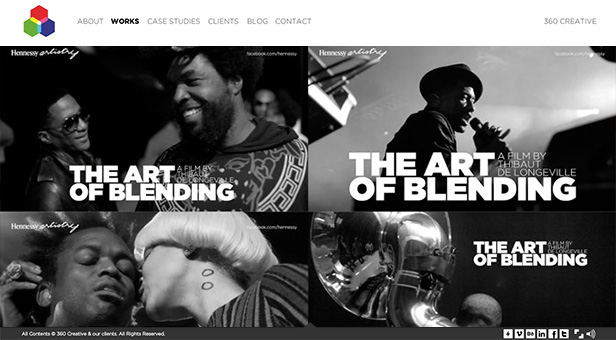 ABOUT WORKS CASE STUDIES CLIENTS BLOG CONTACT 360 CREATIVE
Hennessy artistry facebook.com/hennessy
THE ART A FILM BY
THIBAUT
OF BLENDING DE LONGEVILLE
Hennessy artistry
THE ART A FILM BY
THIBAUT
OF BLENDING DE LONGEVILLE
Hennessy artistry facebook.com/hennessy
THE ART A FILM BY
THIBAUT
OF BLENDING DE LONGEVILLE
All Contents © 360 Creative & our clients. All Rights Reserved.